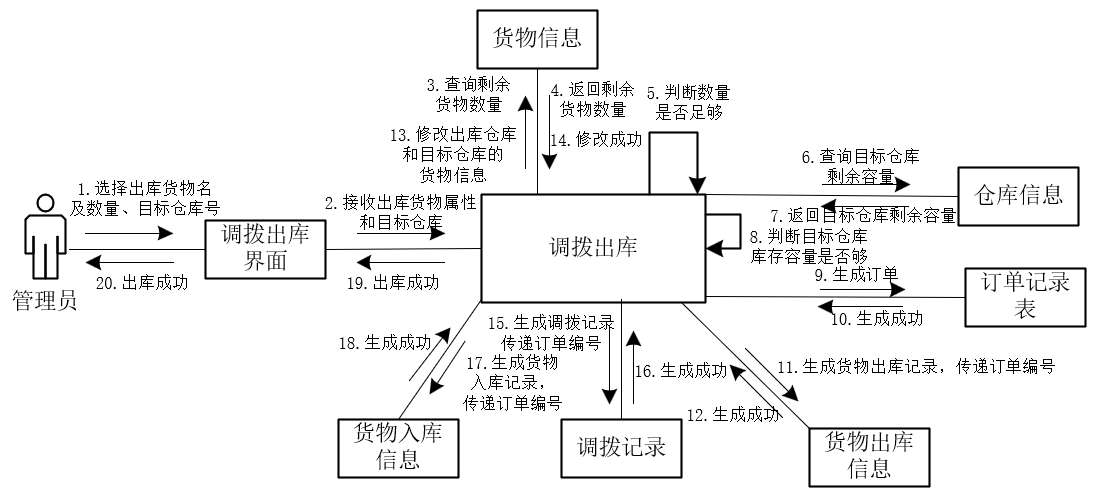 货物信息
3.查询剩余
货物数量
4.返回剩余
货物数量
5.判断数量
是否足够
13.修改出库仓库
和目标仓库的
货物信息
14.修改成功
6.查询目标仓库
剩余容量
仓库信息
7.返回目标仓库剩余容量
1.选择出库货物名
及数量、目标仓库号
2.接收出库货物属性
和目标仓库
调拨出库
界面
调拨出库
8.判断目标仓库
库存容量是否够
20.出库成功
19.出库成功
管理员
9.生成订单
订单记录
表
10.生成成功
18.生成成功
15.生成调拨记录
传递订单编号
17.生成货物
入库记录，
传递订单编号
16.生成成功
11.生成货物出库记录，传递订单编号
12.生成成功
货物入库
信息
调拨记录
货物出库
信息